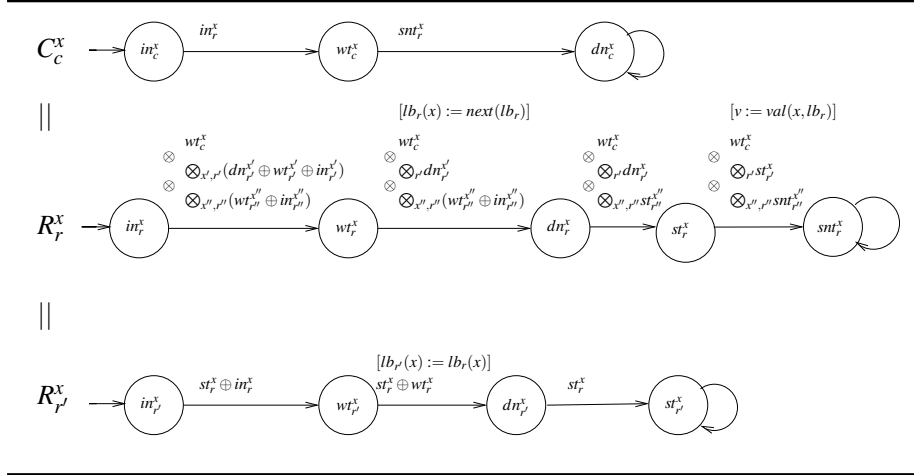 C_c^x in_c^x in_r^x wt_c^x snt_r^x dn_c^x
||
[lb_r(x) := next(lb_r)] [v := val(x, lb_r)]
wt_c^x wt_c^x wt_c^x wt_c^x
⊗ ⊗ ⊗ ⊗
⊗_{x',r'}(dn_{r'}^{x'} ⊕ wt_{r'}^{x'} ⊕ in_{r'}^{x'}) ⊗_{r'} dn_{r'}^{x'} ⊗_{r'} dn_{r'}^x ⊗_{r'} st_{r'}^x
⊗ ⊗ ⊗ ⊗
⊗_{x'',r''}(wt_{r''}^{x''} ⊕ in_{r''}^{x''}) ⊗_{x'',r''}(wt_{r''}^{x''} ⊕ in_{r''}^{x''}) ⊗_{x'',r''} st_{r''}^{x''} ⊗_{x'',r''} snt_{r''}^{x''}
R_r^x in_r^x wt_r^x dn_r^x st_r^x snt_r^x
||
[lb_{r'}(x) := lb_r(x)]
st_r^x ⊕ in_r^x st_r^x ⊕ wt_r^x st_r^x
R_{r'}^x in_{r'}^x wt_{r'}^x dn_{r'}^x st_{r'}^x